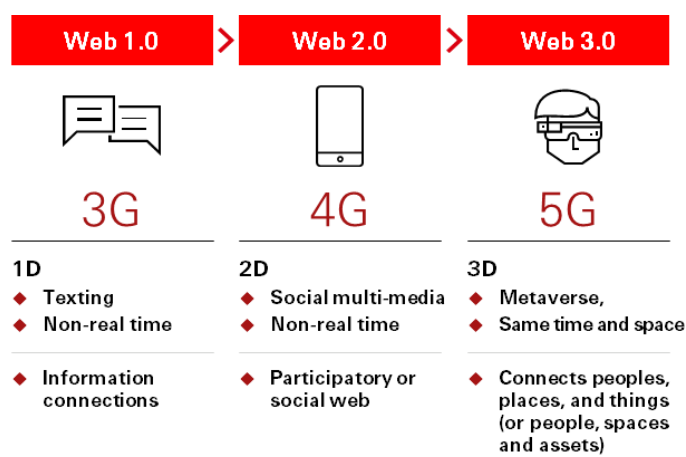 Web 1.0
Web 2.0
Web 3.0
3G
4G
5G
1D
Texting
Non-real time
Information
connections
2D
Social multi-media
Non-real time
Participatory or
social web
3D
Metaverse,
Same time and space
Connects peoples,
places, and things
(or people, spaces
and assets)